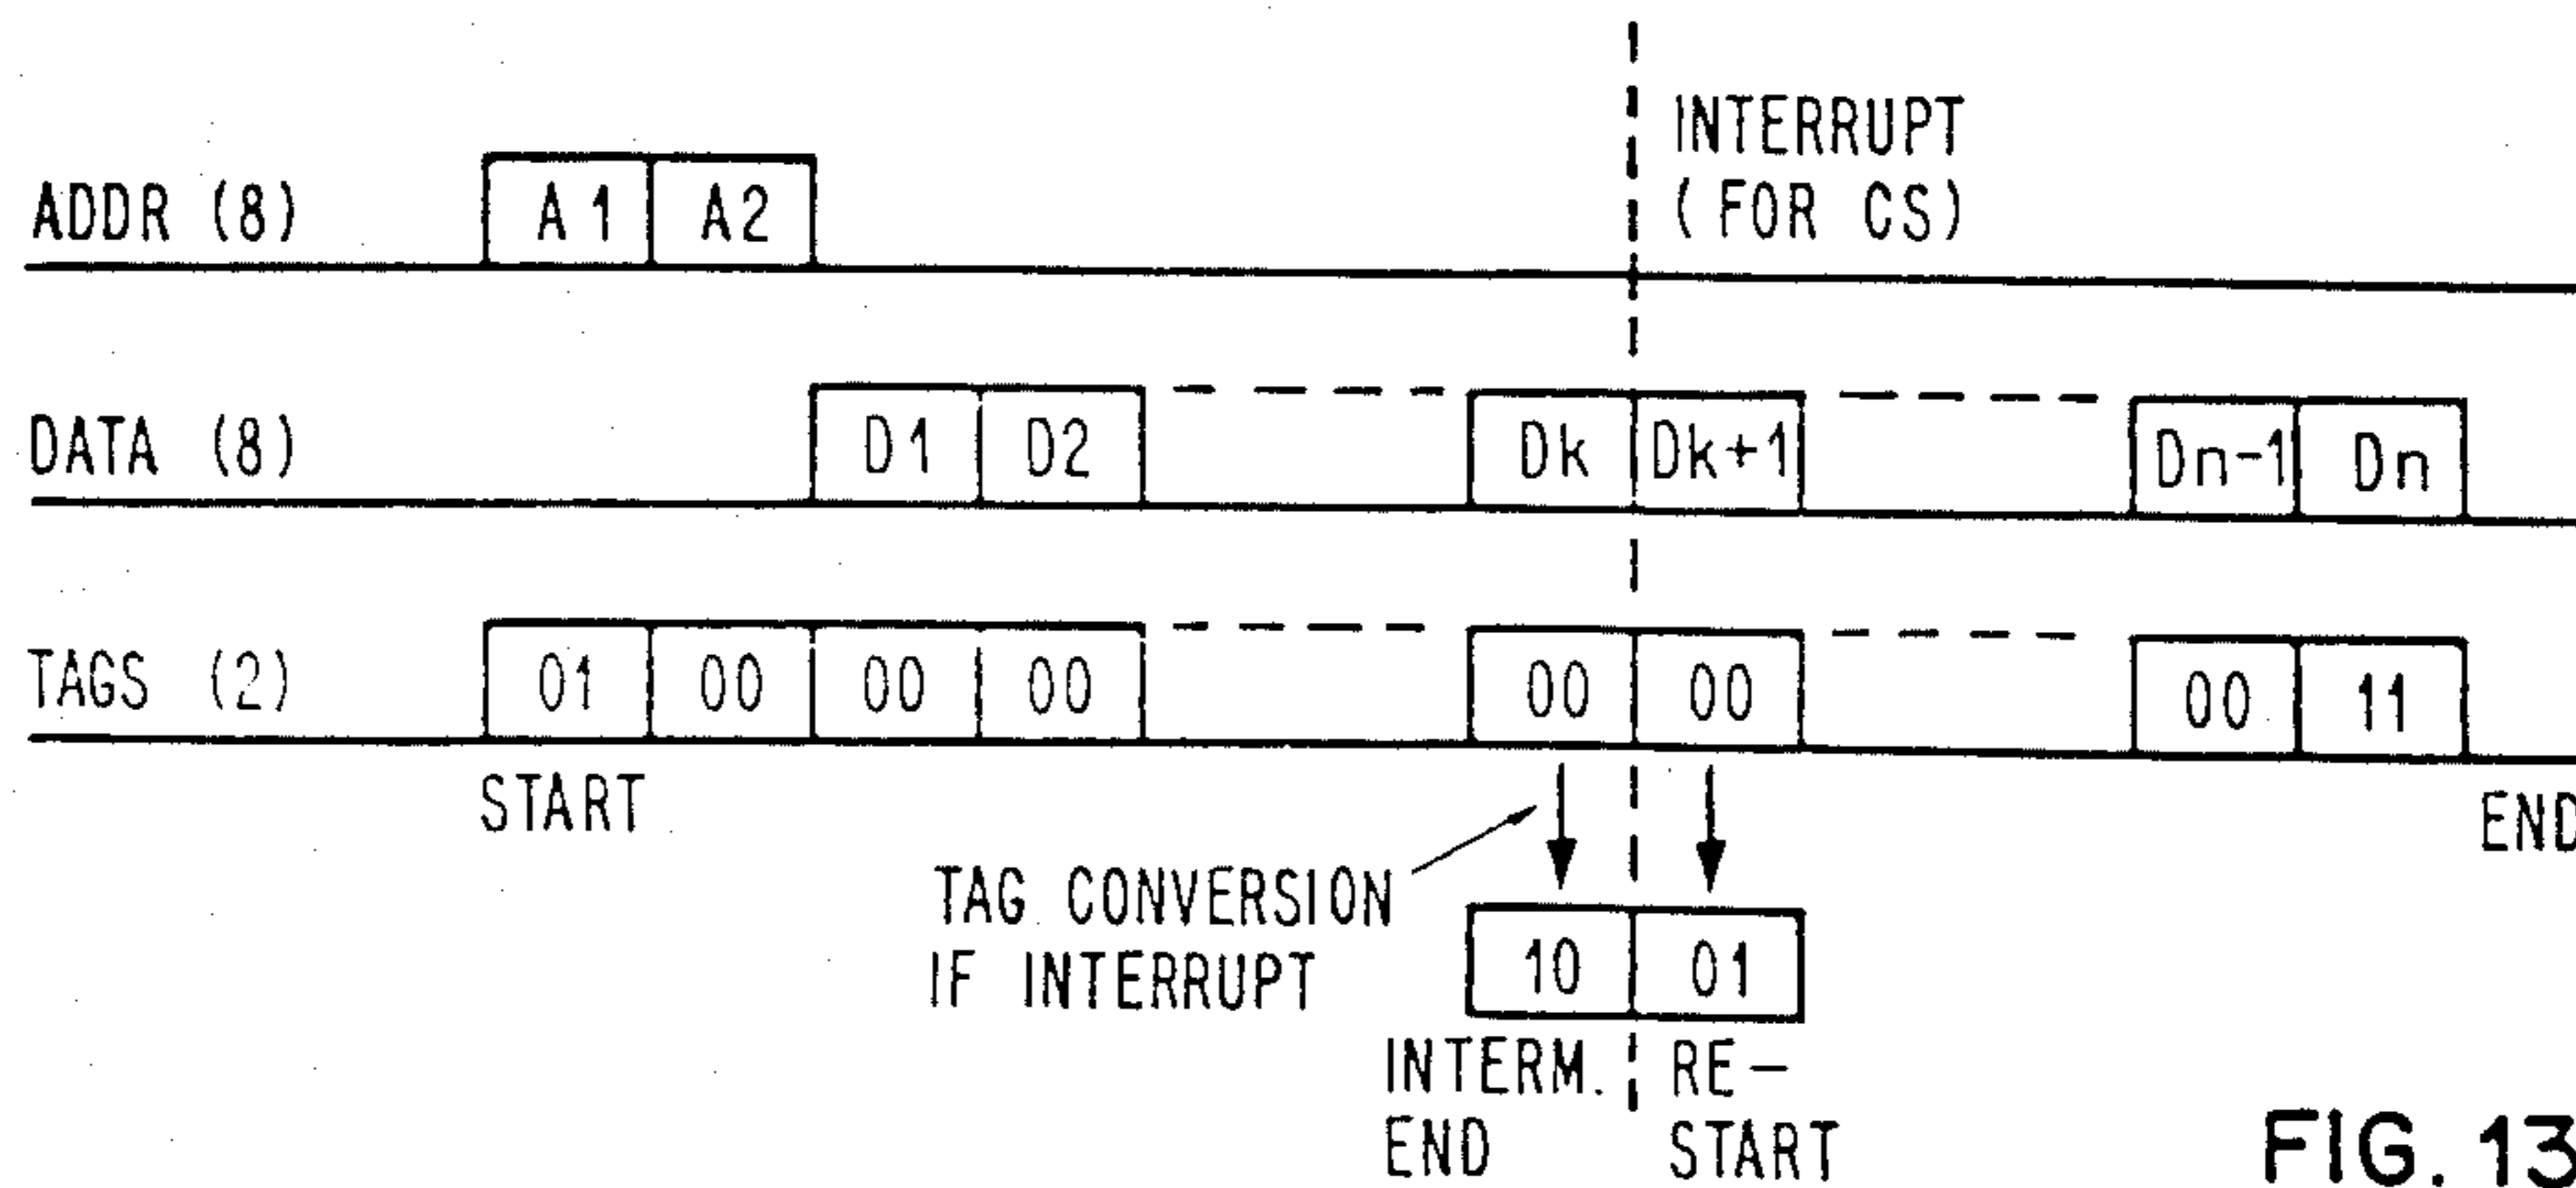 INTERRUPT
(FOR CS)
ADDR (8) A1 A2
DATA (8) D1 D2 Dk Dk+1 Dn-1 Dn
TAGS (2) 01 00 00 00 00 00 00 11
START
END
TAG CONVERSION
IF INTERRUPT
10 01
INTERM.
END
RE-
START
FIG. 13